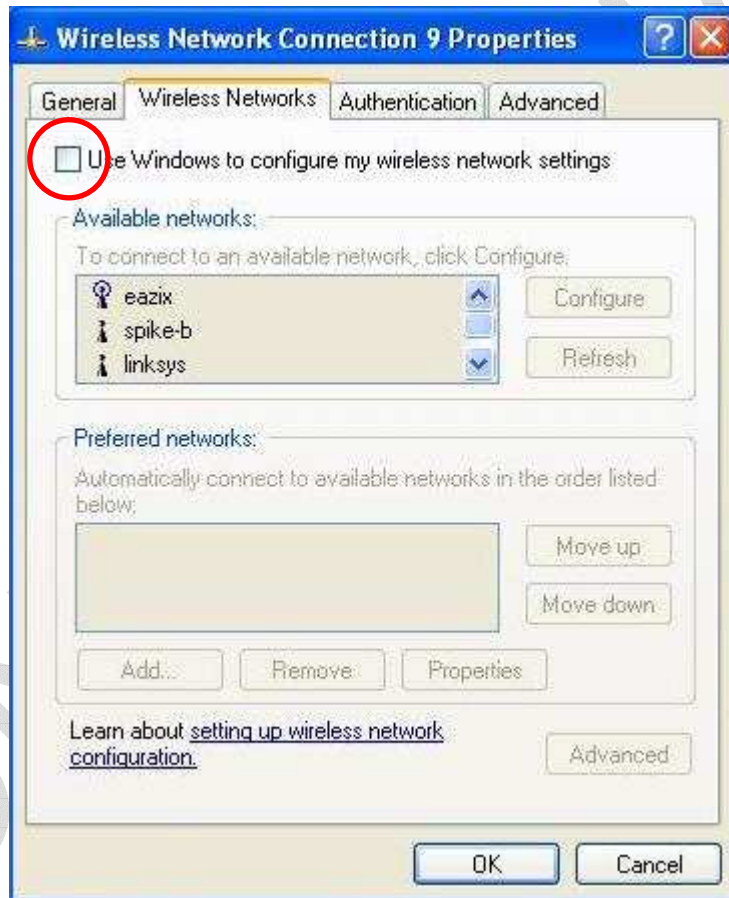 Wireless Network Connection 9 Properties
General Wireless Networks Authentication Advanced
Use Windows to configure my wireless network settings
Available networks:
To connect to an available network, click Configure.
eazix
spike-b
linksys
Configure
Refresh
Preferred networks:
Automatically connect to available networks in the order listed
below:
Move up
Move down
Add... Remove Properties
Learn about setting up wireless network
configuration.
Advanced
OK Cancel